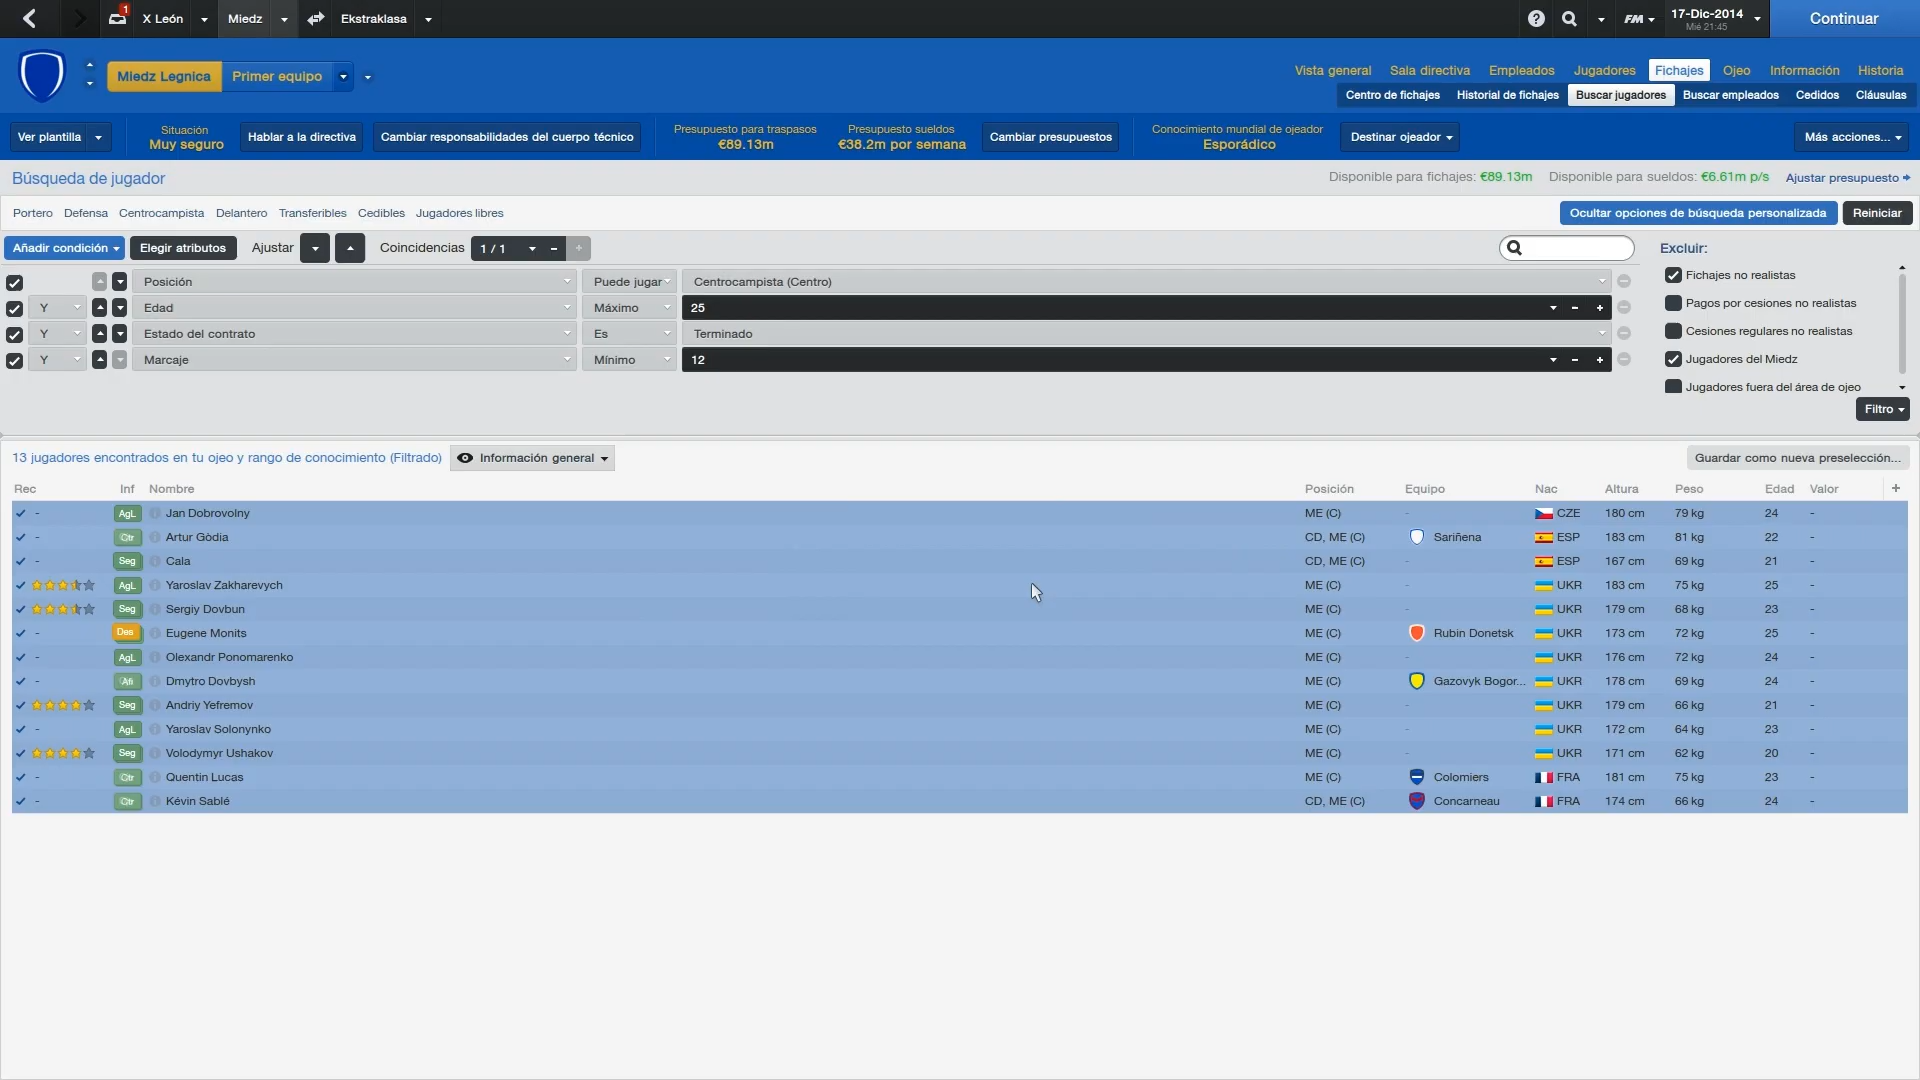 1
X León
Miedz
Ekstraklasa
?
FM
17-Dic-2014
Mié 21:45
Continuar
Miedz Legnica
Primer equipo
Vista general
Sala directiva
Empleados
Jugadores
Fichajes
Ojeo
Información
Historia
Centro de fichajes
Historial de fichajes
Buscar jugadores
Buscar empleados
Cedidos
Cláusulas
Ver plantilla
Situación
Muy seguro
Hablar a la directiva
Cambiar responsabilidades del cuerpo técnico
Presupuesto para traspasos
€89.13m
Presupuesto sueldos
€38.2m por semana
Cambiar presupuestos
Conocimiento mundial de ojeador
Esporádico
Destinar ojeador
Más acciones...
Búsqueda de jugador
Disponible para fichajes: €89.13m
Disponible para sueldos: €6.61m p/s
Ajustar presupuesto
Portero Defensa Centrocampista Delantero Transferibles Cedibles Jugadores libres
Ocultar opciones de búsqueda personalizada
Reiniciar
Añadir condición
Elegir atributos
Ajustar
Coincidencias
1 / 1
Excluir:
Posición Puede jugar Centrocampista (Centro)
Y Edad Máximo 25
Y Estado del contrato Es Terminado
Y Marcaje Mínimo 12
Fichajes no realistas
Pagos por cesiones no realistas
Cesiones regulares no realistas
Jugadores del Miedz
Jugadores fuera del área de ojeo
Filtro
13 jugadores encontrados en tu ojeo y rango de conocimiento (Filtrado)
Información general
Guardar como nueva preselección...
Rec Inf Nombre Posición Equipo Nac Altura Peso Edad Valor +
- AgL Jan Dobrovolny ME (C) - CZE 180 cm 79 kg 24 -
- Ctr Artur Gòdia CD, ME (C) Sariñena ESP 183 cm 81 kg 22 -
- Seg Cala CD, ME (C) - ESP 167 cm 69 kg 21 -
AgL Yaroslav Zakharevych ME (C) - UKR 183 cm 75 kg 25 -
Seg Sergiy Dovbun ME (C) - UKR 179 cm 68 kg 23 -
- Des Eugene Monits ME (C) Rubin Donetsk UKR 173 cm 72 kg 25 -
- AgL Olexandr Ponomarenko ME (C) - UKR 176 cm 72 kg 24 -
- Afi Dmytro Dovbysh ME (C) Gazovyk Bogor... UKR 178 cm 69 kg 24 -
Seg Andriy Yefremov ME (C) - UKR 179 cm 66 kg 21 -
- AgL Yaroslav Solonynko ME (C) - UKR 172 cm 64 kg 23 -
Seg Volodymyr Ushakov ME (C) - UKR 171 cm 62 kg 20 -
- Ctr Quentin Lucas ME (C) Colomiers FRA 181 cm 75 kg 23 -
- Ctr Kévin Sablé CD, ME (C) Concarneau FRA 174 cm 66 kg 24 -